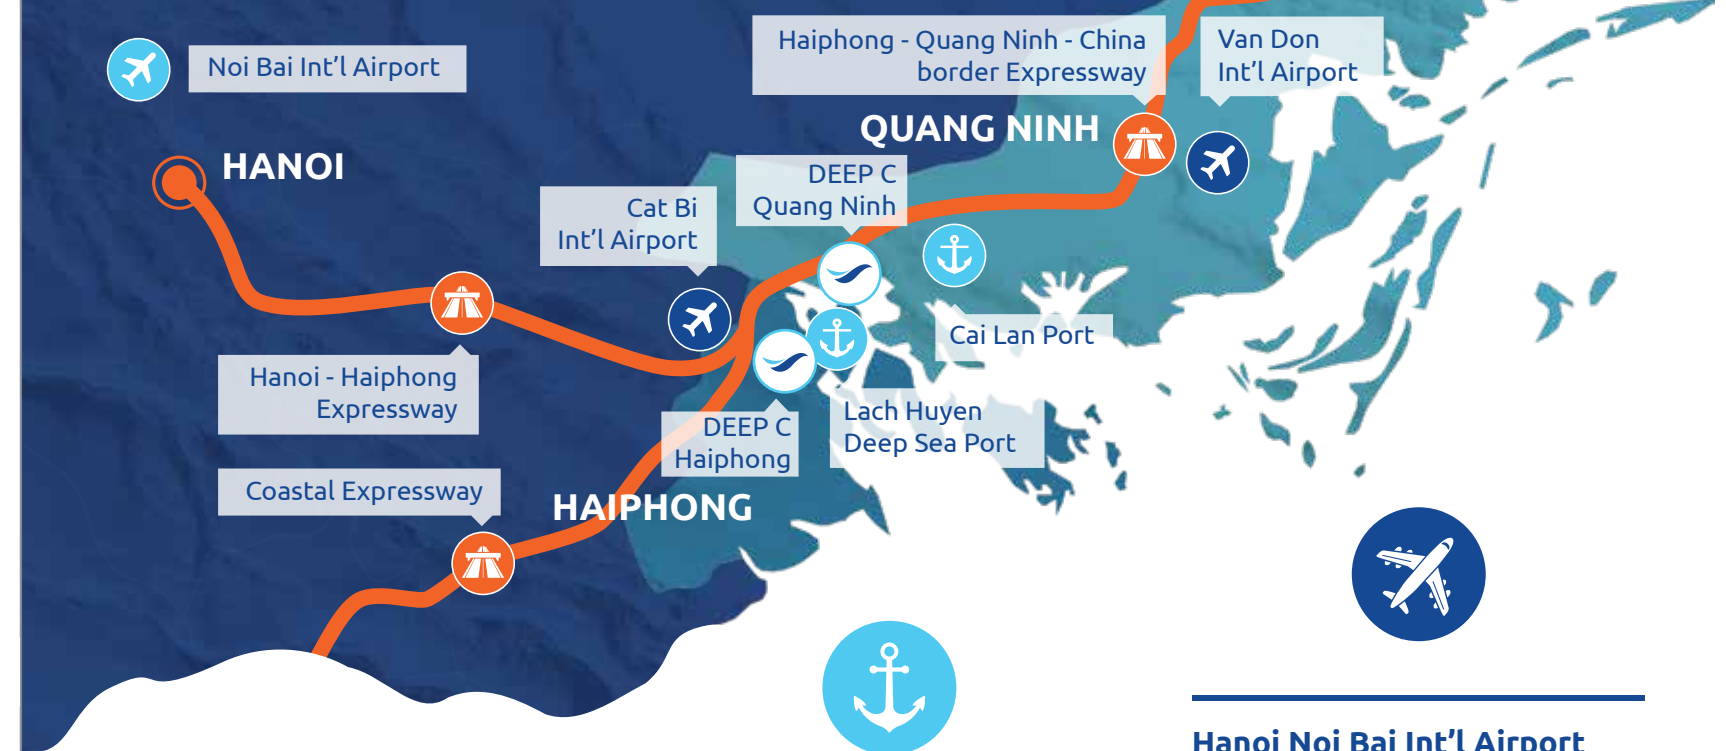 Noi Bai Int'l Airport
Haiphong - Quang Ninh - China
border Expressway
Van Don
Int'l Airport
QUANG NINH
HANOI
DEEP C
Quang Ninh
Cat Bi
Int'l Airport
Cai Lan Port
Hanoi - Haiphong
Expressway
DEEP C
Haiphong
Lach Huyen
Deep Sea Port
Coastal Expressway
HAIPHONG
Hanoi Noi Bai Int'l Airport